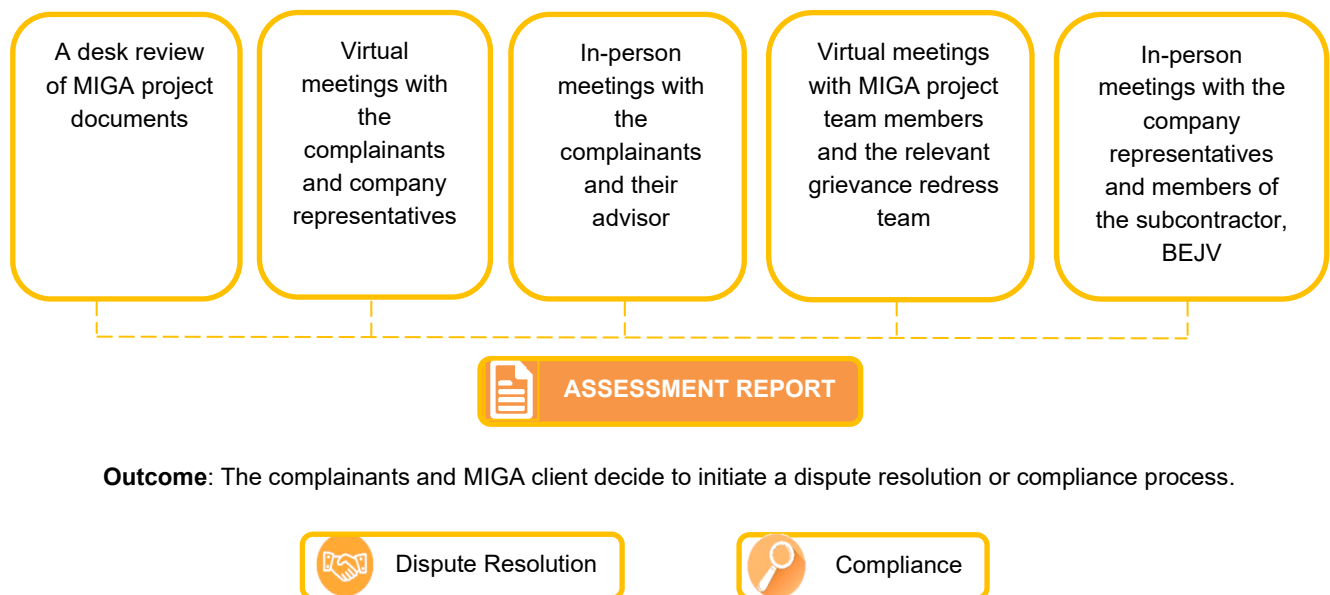 A desk review
of MIGA project
documents
Virtual
meetings with
the
complainants
and company
representatives
In-person
meetings with
the
complainants
and their
advisor
Virtual meetings
with MIGA project
team members
and the relevant
grievance redress
team
In-person
meetings with the
company
representatives
and members of
the subcontractor,
BEJV
ASSESSMENT REPORT
Outcome: The complainants and MIGA client decide to initiate a dispute resolution or compliance process.
Dispute Resolution
Compliance